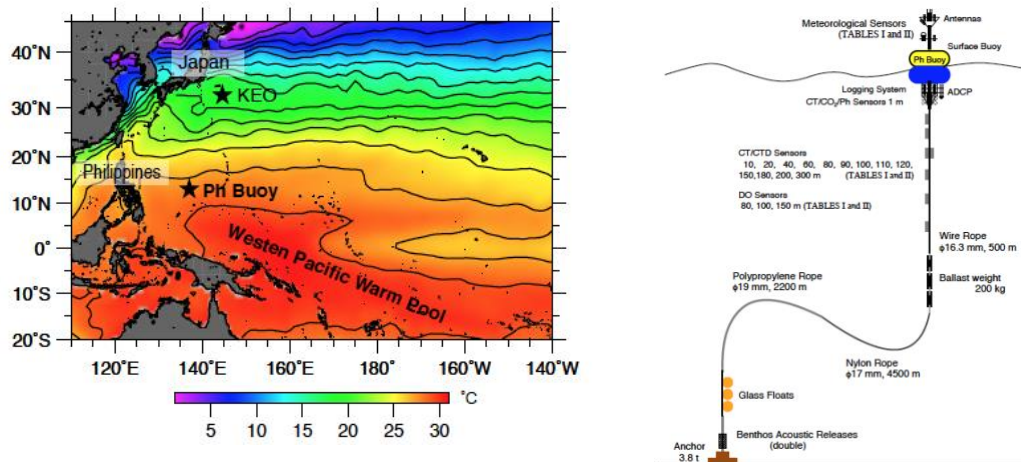 40°N
30°N
20°N
10°N
0°
10°S
20°S
Japan
KEO
Philippines
Ph Buoy
Westen Pacific Warm Pool
120°E 140°E 160°E 180° 160°W 140°W
5 10 15 20 25 30 °C
Meteorological Sensors
(TABLES I and II)
Antennas
Surface Buoy
Ph Buoy
Logging System
CT/CO₂/Ph Sensors 1 m
ADCP
CT/CTD Sensors
10, 20, 40, 60, 80, 90, 100, 110, 120,
150,180, 200, 300 m (TABLES I and II)
DO Sensors
80, 100, 150 m (TABLES I and II)
Wire Rope
φ16.3 mm, 500 m
Polypropylene Rope
φ19 mm, 2200 m
Ballast weight
200 kg
Nylon Rope
φ17 mm, 4500 m
Glass Floats
Benthos Acoustic Releases
(double)
Anchor
3.8 t